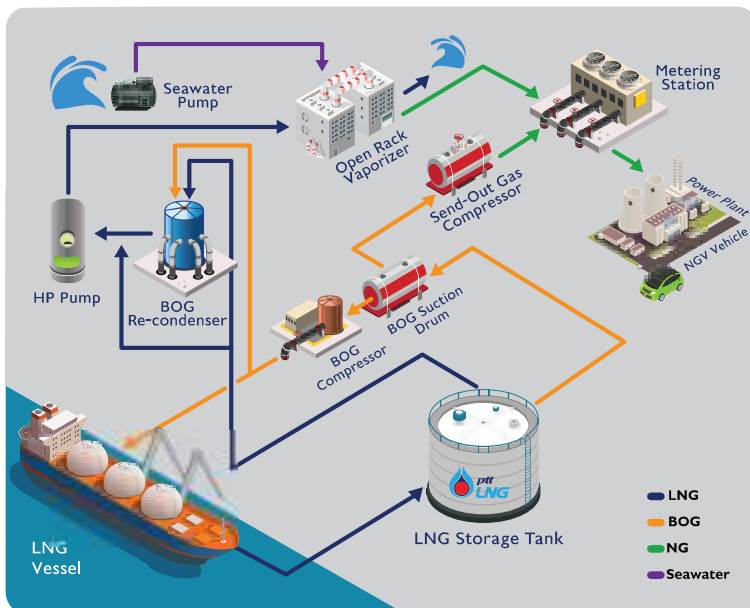 Seawater
Pump
Open Rack
Vaporizer
Metering
Station
Send-Out Gas
Compressor
Power Plant
NGV Vehicle
HP Pump
BOG
Re-condenser
BOG Suction
Drum
BOG
Compressor
ptt
LNG
LNG Storage Tank
LNG
Vessel
LNG
BOG
NG
Seawater